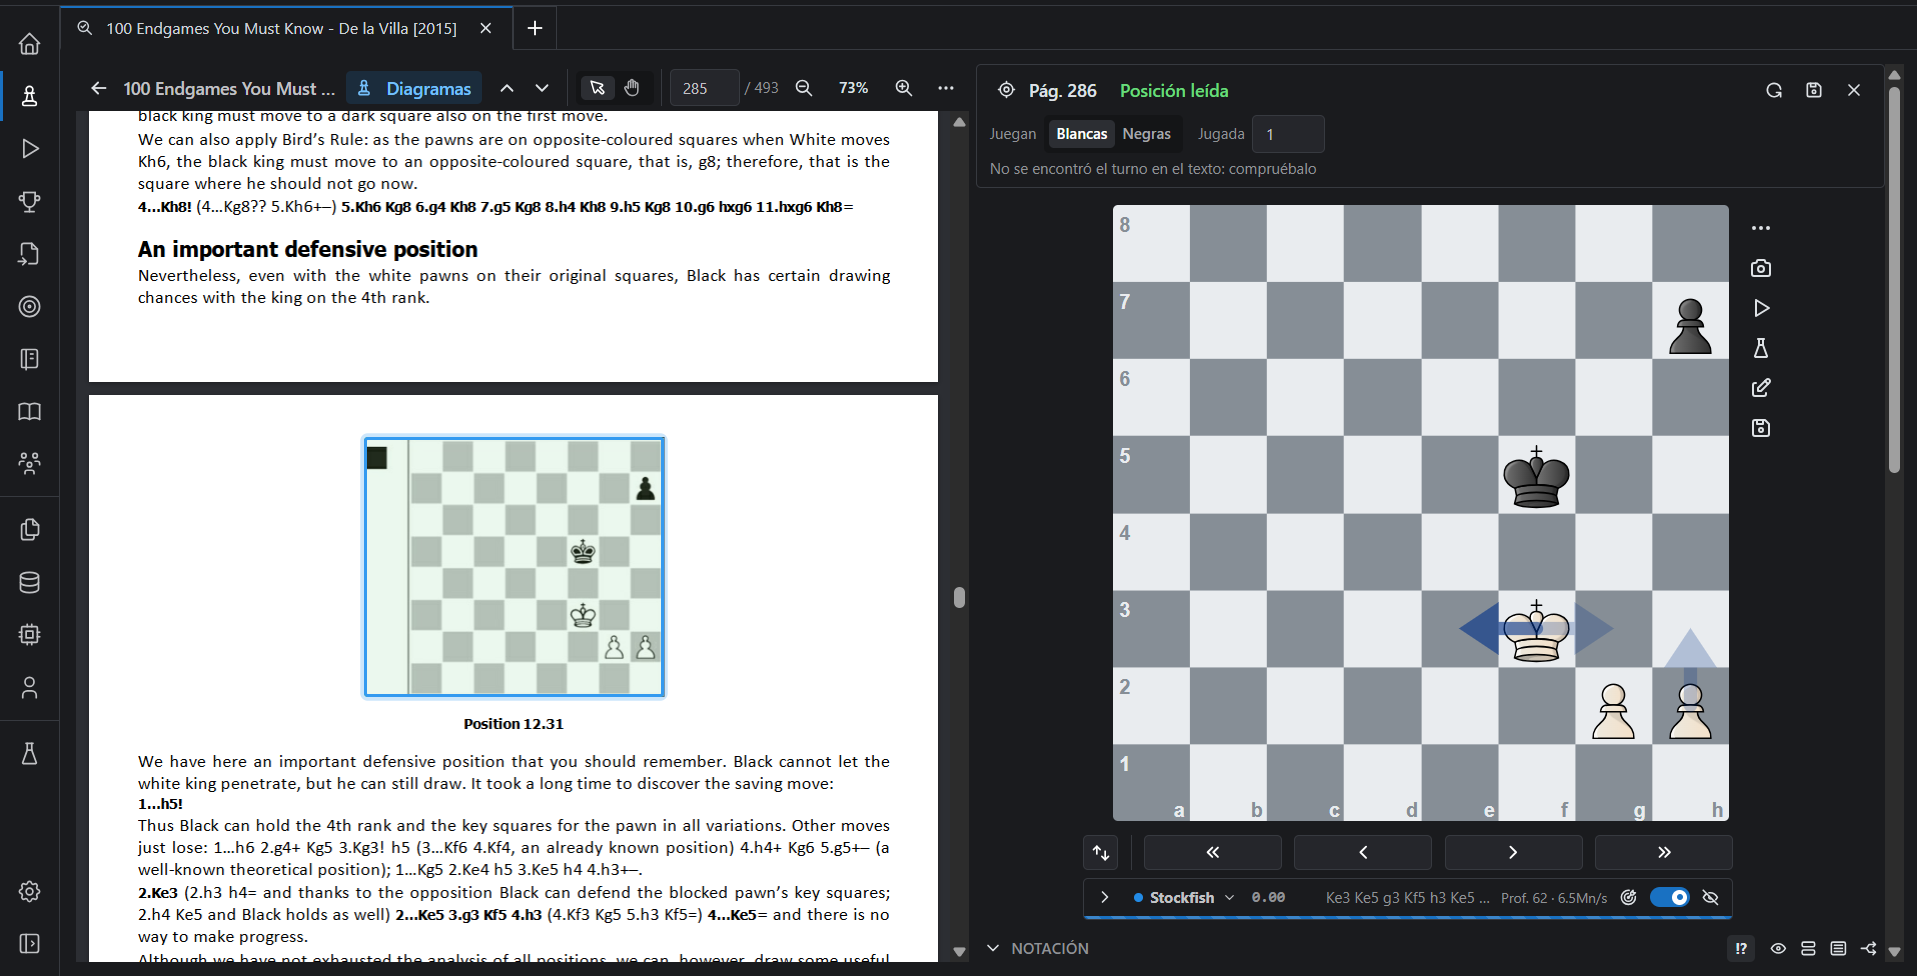 100 Endgames You Must Know - De la Villa [2015]
100 Endgames You Must ...
Diagramas
285
/ 493
73%
black king must move to a dark square also on the first move.
We can also apply Bird's Rule: as the pawns are on opposite-coloured squares when White moves
Kh6, the black king must move to an opposite-coloured square, that is, g8; therefore, that is the
square where he should not go now.
4...Kh8! (4...Kg8?? 5.Kh6+–) 5.Kh6 Kg8 6.g4 Kh8 7.g5 Kg8 8.h4 Kh8 9.h5 Kg8 10.g6 hxg6 11.hxg6 Kh8=
An important defensive position
Nevertheless, even with the white pawns on their original squares, Black has certain drawing
chances with the king on the 4th rank.
Position 12.31
We have here an important defensive position that you should remember. Black cannot let the
white king penetrate, but he can still draw. It took a long time to discover the saving move:
1...h5!
Thus Black can hold the 4th rank and the key squares for the pawn in all variations. Other moves
just lose: 1...h6 2.g4+ Kg5 3.Kg3! h5 (3...Kf6 4.Kf4, an already known position) 4.h4+ Kg6 5.g5+– (a
well-known theoretical position); 1...Kg5 2.Ke4 h5 3.Ke5 h4 4.h3+–.
2.Ke3 (2.h3 h4= and thanks to the opposition Black can defend the blocked pawn's key squares;
2.h4 Ke5 and Black holds as well) 2...Ke5 3.g3 Kf5 4.h3 (4.Kf3 Kg5 5.h3 Kf5=) 4...Ke5= and there is no
way to make progress.
Although we have not exhausted the analysis of all positions, we can, however, draw some useful
Pág. 286
Posición leída
Juegan
Blancas
Negras
Jugada
1
No se encontró el turno en el texto: compruébalo
8
7
6
5
4
3
2
1
a
b
c
d
e
f
g
h
Stockfish
0.00
Ke3 Ke5 g3 Kf5 h3 Ke5 ...
Prof. 62 · 6.5Mn/s
NOTACIÓN
!?